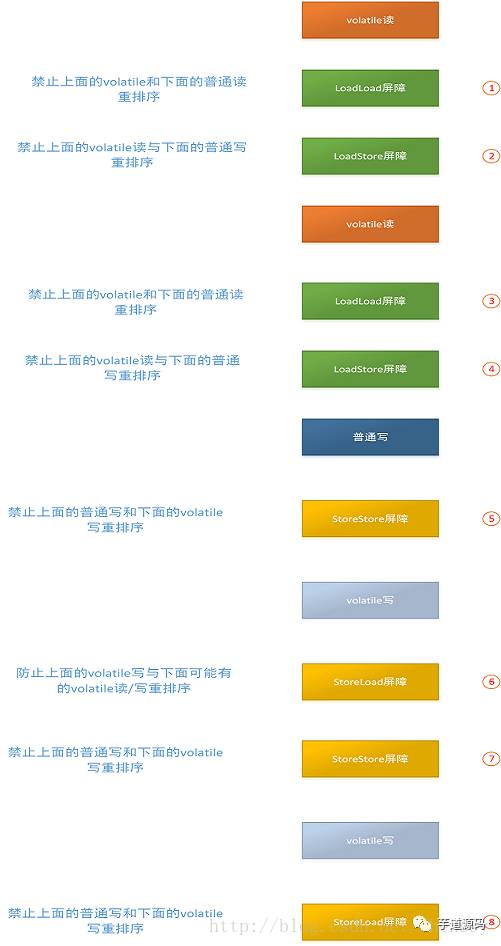 volatile读
禁止上面的volatile和下面的普通读
重排序
LoadLoad屏障
①
禁止上面的volatile读与下面的普通写
重排序
LoadStore屏障
②
volatile读
禁止上面的volatile和下面的普通读
重排序
LoadLoad屏障
③
禁止上面的volatile读与下面的普通
写重排序
LoadStore屏障
④
普通写
禁止上面的普通写和下面的volatile
写重排序
StoreStore屏障
⑤
volatile写
防止上面的volatile写与下面可能有
的volatile读/写重排序
StoreLoad屏障
⑥
禁止上面的普通写和下面的volatile
写重排序
StoreStore屏障
⑦
volatile写
禁止上面的普通写和下面的volatile
写重排序
StoreLoad屏障
⑧
http://blog.csdn.net
芋道源码